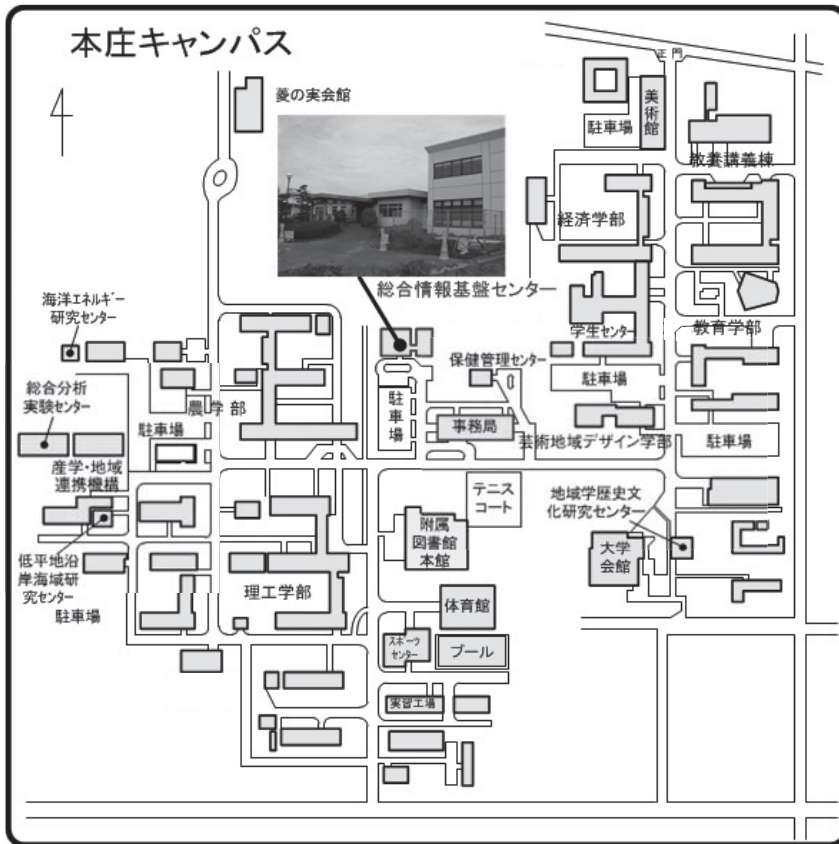 本庄キャンパス
正門
菱の実会館
美術館
駐車場
教養講義棟
経済学部
総合情報基盤センター
海洋エネルギー
研究センター
学生センター
教育学部
保健管理センター
総合分析
実験センター
農学部
駐車場
駐車場
駐車場
事務局
芸術地域デザイン学部
駐車場
産学・地域
連携機構
テニス
コート
地域学歴史文
化研究センター
附属
図書館
本館
大学
会館
低平地沿
岸海域研
究センター
駐車場
理工学部
体育館
スポーツ
センター
プール
実習工場